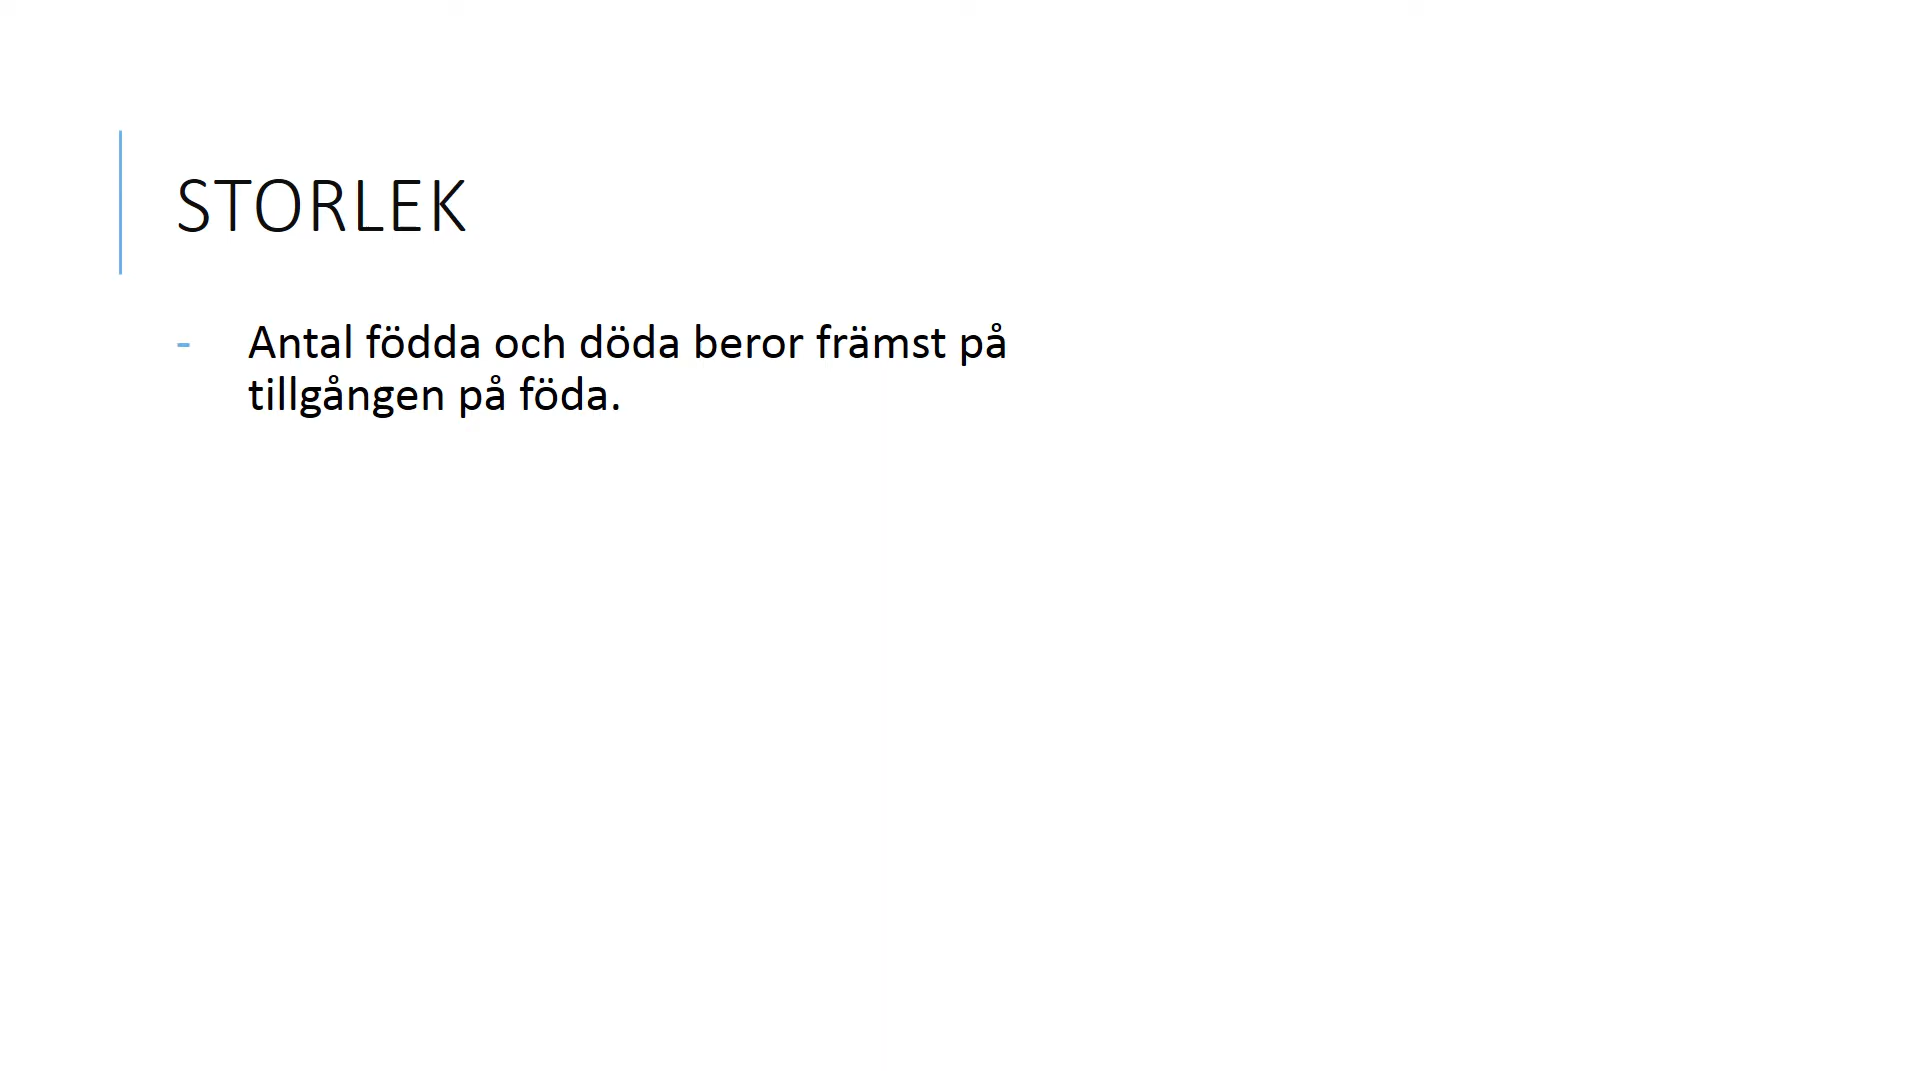 STORLEK
- Antal födda och döda beror främst på
tillgången på föda.